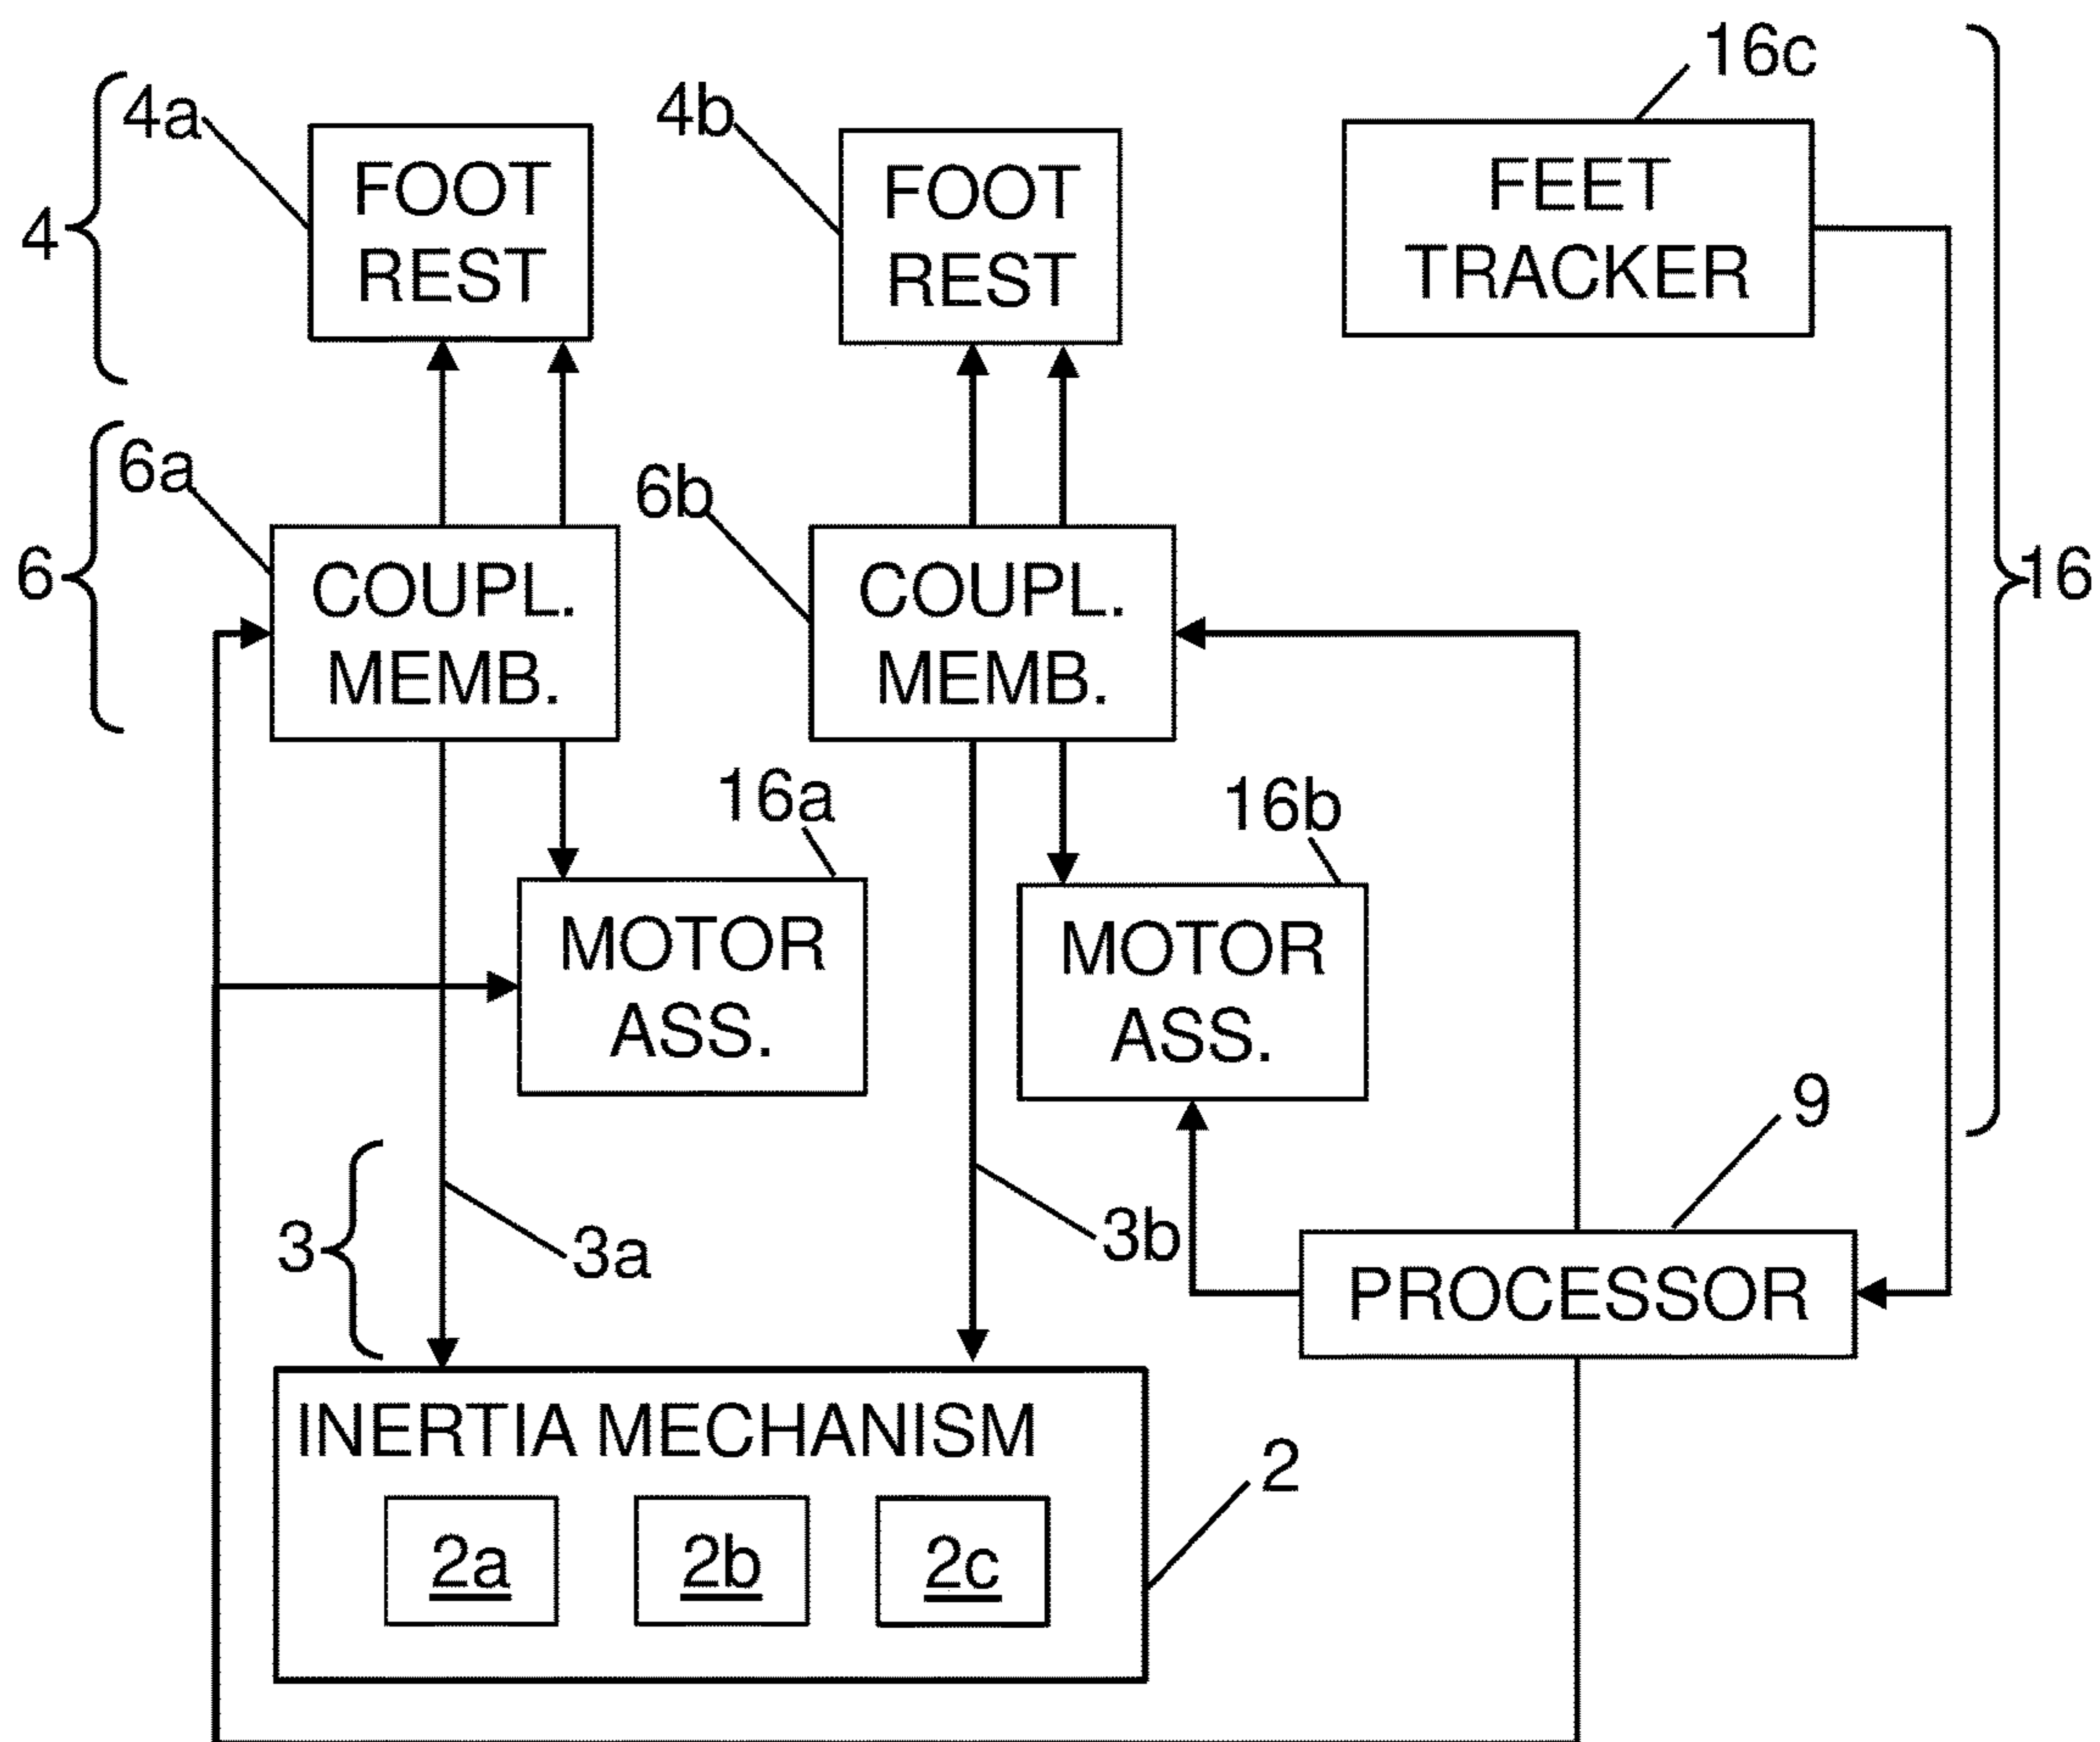 16c
4a
4b
4
FOOT
REST
FOOT
REST
FEET
TRACKER
6a
6b
6
16
COUPL.
MEMB.
COUPL.
MEMB.
16a
16b
MOTOR
ASS.
MOTOR
ASS.
9
3
3a
3b
PROCESSOR
INERTIA MECHANISM
2
2a
2b
2c